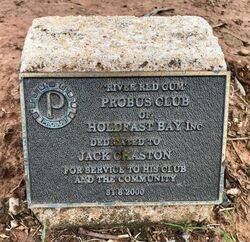 'RIVER RED GUM'
PROBUS CLUB
OF
HOLDFAST BAY INC
DEDICATED TO
JACK CHASTON
FOR SERVICE TO HIS CLUB
AND THE COMMUNITY
31.8.2000
P